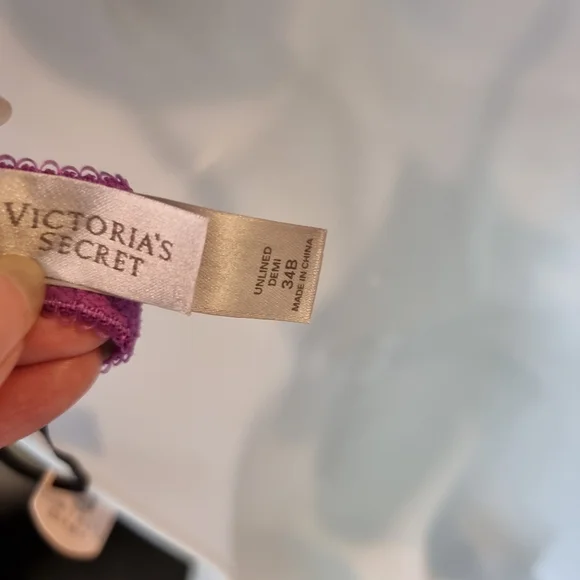 VICTORIA'S
SECRET
UNLINED
DEMI
34B
MADE IN CHINA